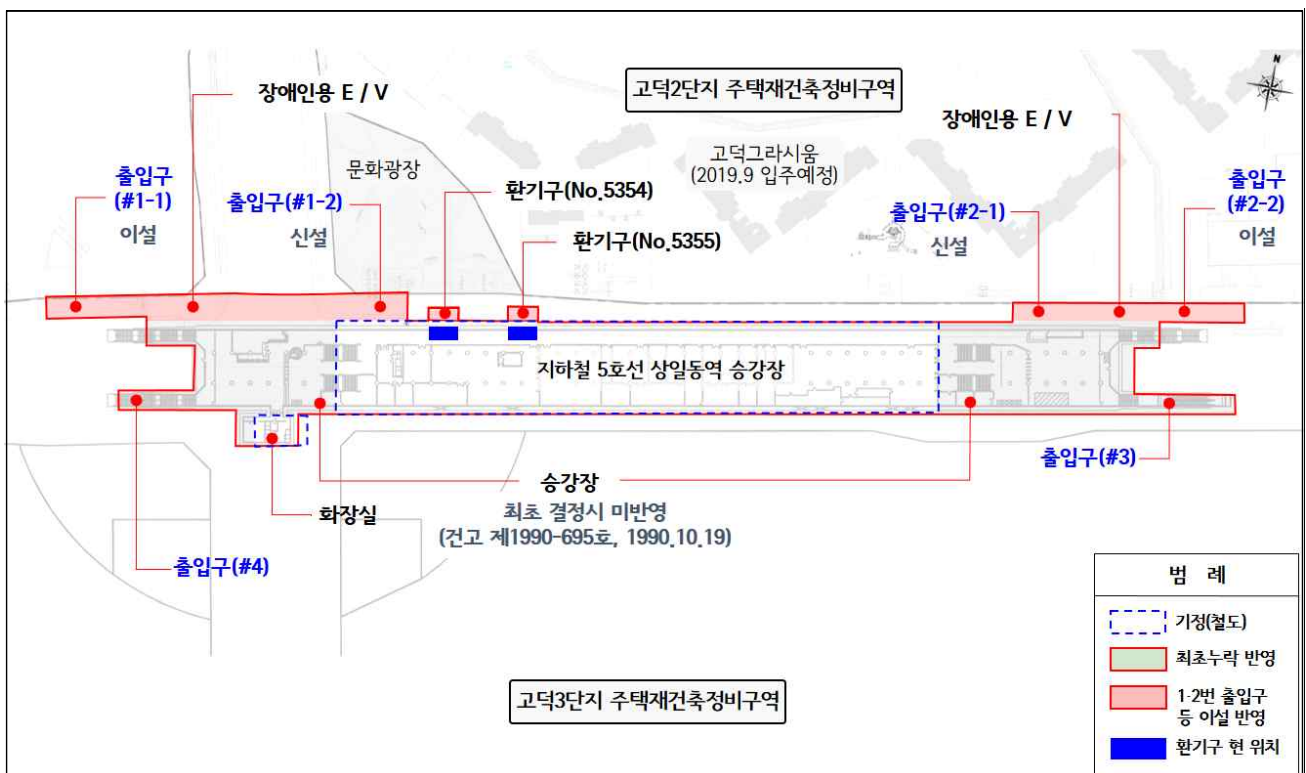 고덕2단지 주택재건축정비구역
N
장애인용 E / V
장애인용 E / V
문화광장
고덕그라시움
(2019.9 입주예정)
출입구
(#1-1)
이설
출입구(#1-2)
신설
환기구(No.5354)
환기구(No.5355)
출입구(#2-1)
신설
출입구
(#2-2)
이설
지하철 5호선 상일동역 승강장
출입구(#3)
승강장
최초 결정시 미반영
(건고 제1990-695호, 1990.10.19)
화장실
출입구(#4)
고덕3단지 주택재건축정비구역
범 례
기정(철도)
최초누락 반영
1·2번 출입구
등 이설 반영
환기구 현 위치